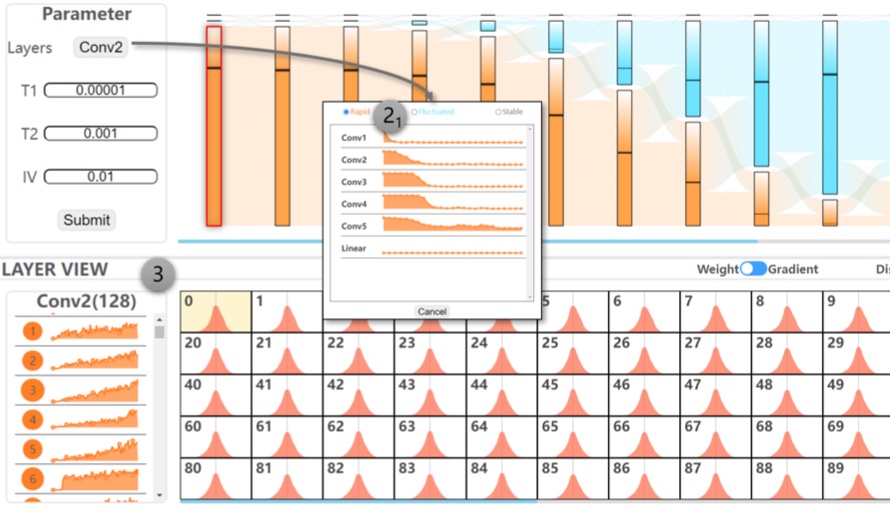 Parameter
Layers Conv2
T1 0.00001
T2 0.001
IV 0.01
Submit
Rapid Fluctuated Stable
2₁
Conv1
Conv2
Conv3
Conv4
Conv5
Linear
Cancel
LAYER VIEW
3
Weight Gradient Dis
Conv2(128)
1
2
3
4
5
6
0 1 5 6 7 8 9
20 21 22 23 24 25 26 27 28 29
40 41 42 43 44 45 46 47 48 49
60 61 62 63 64 65 66 67 68 69
80 81 82 83 84 85 86 87 88 89